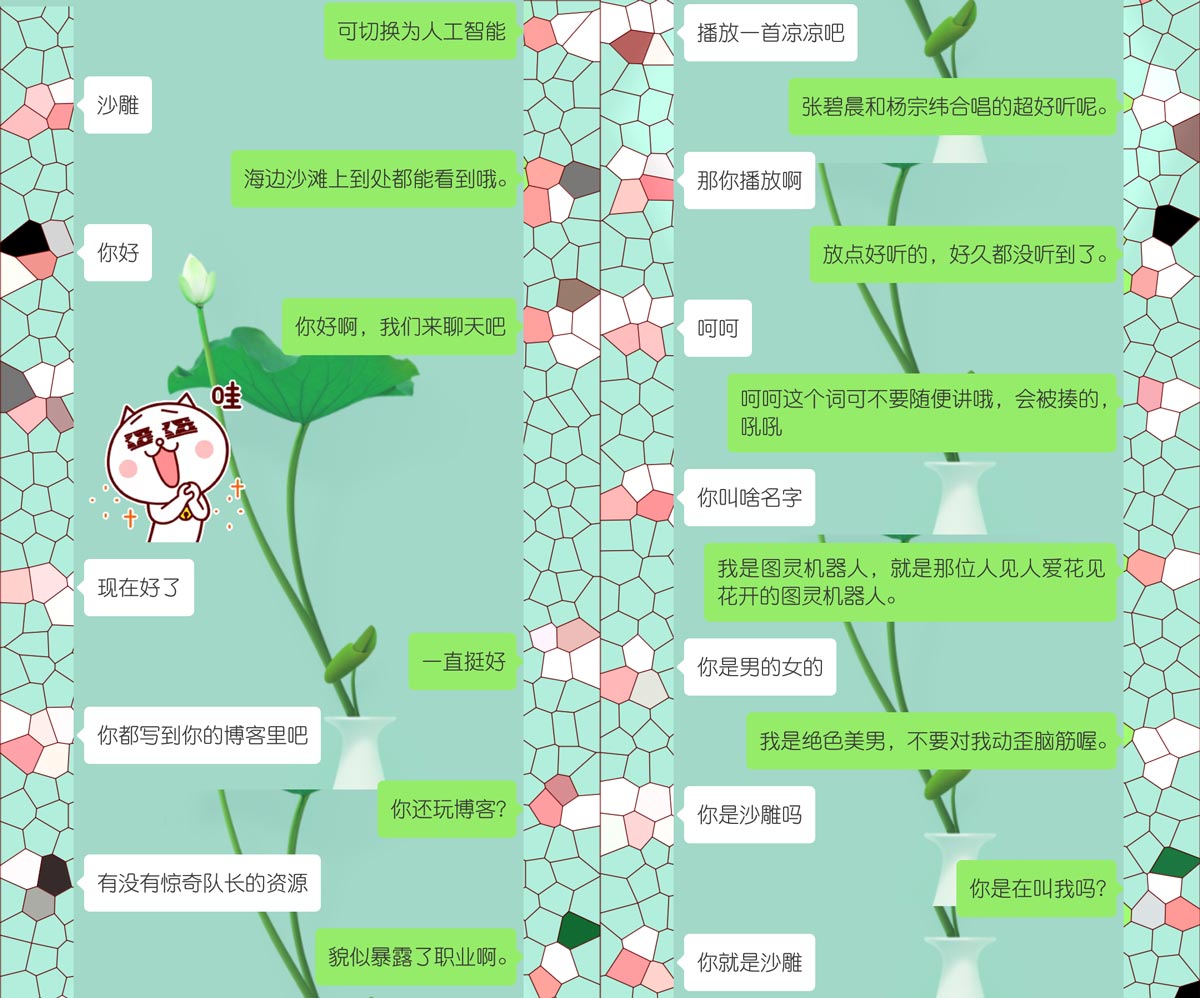 可切换为人工智能
沙雕
海边沙滩上到处都能看到哦。
你好
你好啊，我们来聊天吧
哇
现在好了
一直挺好
你都写到你的博客里吧
你还玩博客?
有没有惊奇队长的资源
貌似暴露了职业啊。
播放一首凉凉吧
张碧晨和杨宗纬合唱的超好听呢。
那你播放啊
放点好听的，好久都没听到了。
呵呵
呵呵这个词可不要随便讲哦，会被揍的，
吼吼
你叫啥名字
我是图灵机器人，就是那位人见人爱花见
花开的图灵机器人。
你是男的女的
我是绝色美男，不要对我动歪脑筋喔。
你是沙雕吗
你是在叫我吗?
你就是沙雕